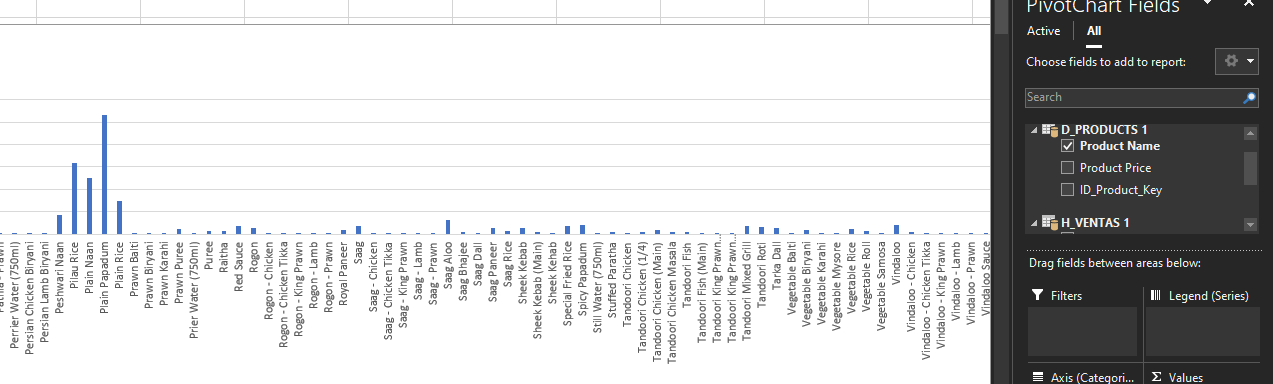 PivotChart Fields
Active
All
Choose fields to add to report:
Search
D_PRODUCTS 1
Product Name
Product Price
ID_Product_Key
H_VENTAS 1
Drag fields between areas below:
Filters
Legend (Series)
Axis (Categori...
Σ Values
Perrier Water (750ml)
Persian Chicken Biryani
Persian Lamb Biryani
Peshwari Naan
Pilau Rice
Plain Naan
Plain Papadum
Plain Rice
Prawn Balti
Prawn Biryani
Prawn Karahi
Prawn Puree
Prier Water (750ml)
Puree
Raitha
Red Sauce
Rogon
Rogon - Chicken
Rogon - Chicken Tikka
Rogon - King Prawn
Rogon - Lamb
Rogon - Prawn
Royal Paneer
Saag
Saag - Chicken
Saag - Chicken Tikka
Saag - King Prawn
Saag - Lamb
Saag - Prawn
Saag Aloo
Saag Bhajee
Saag Dall
Saag Paneer
Saag Rice
Sheek Kebab
Sheek Kebab (Main)
Sheek Kehab
Special Fried Rice
Spicy Papadum
Still Water (750ml)
Stuffed Paratha
Tandoori Chicken
Tandoori Chicken (1/4)
Tandoori Chicken (Main)
Tandoori Chicken Masala
Tandoori Fish
Tandoori Fish (Main)
Tandoori King Prawn...
Tandoori King Prawn...
Tandoori Mixed Grill
Tandoori Roti
Tarka Dall
Vegetable Balti
Vegetable Biryani
Vegetable Karahi
Vegetable Mysore
Vegetable Rice
Vegetable Roll
Vegetable Samosa
Vindaloo
Vindaloo - Chicken
Vindaloo - Chicken Tikka
Vindaloo - King Prawn
Vindaloo - Lamb
Vindaloo - Prawn
Vindaloo Sauce